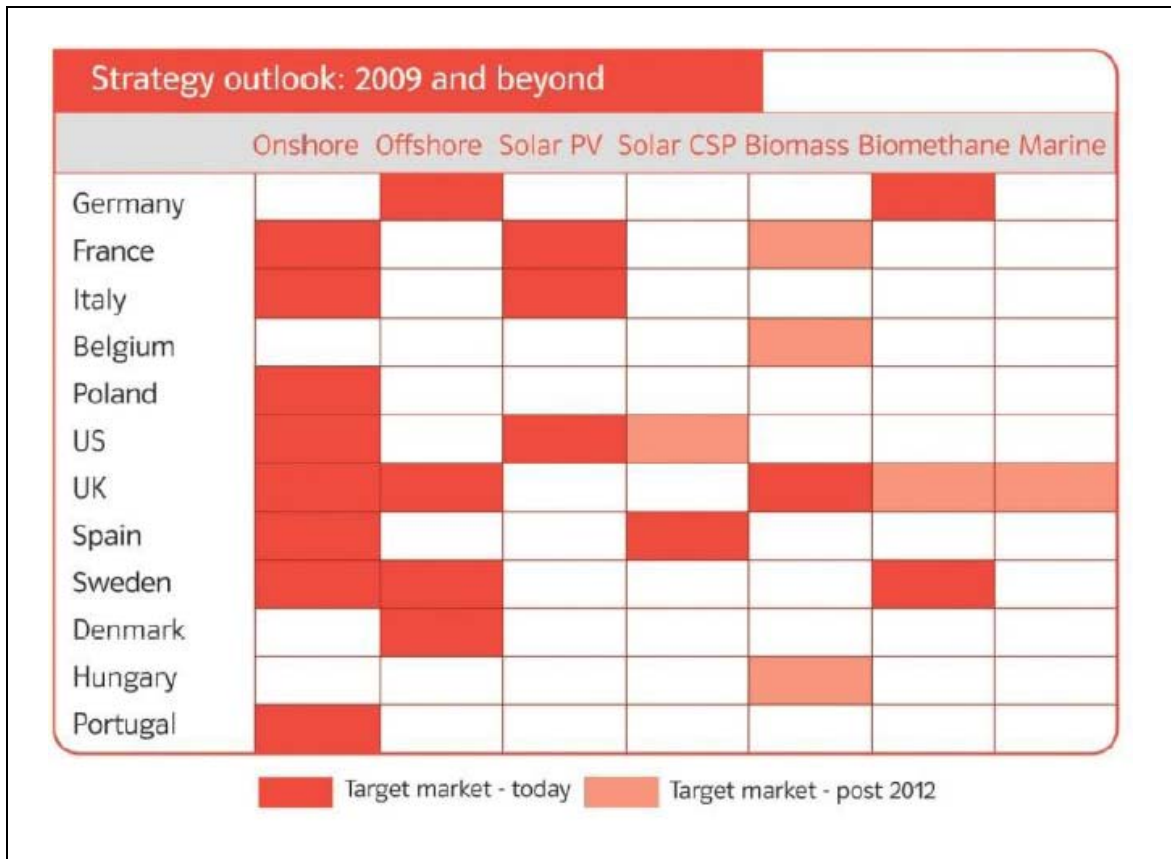 Strategy outlook: 2009 and beyond
Onshore Offshore Solar PV Solar CSP Biomass Biomethane Marine
Germany
France
Italy
Belgium
Poland
US
UK
Spain
Sweden
Denmark
Hungary
Portugal
Target market - today Target market - post 2012